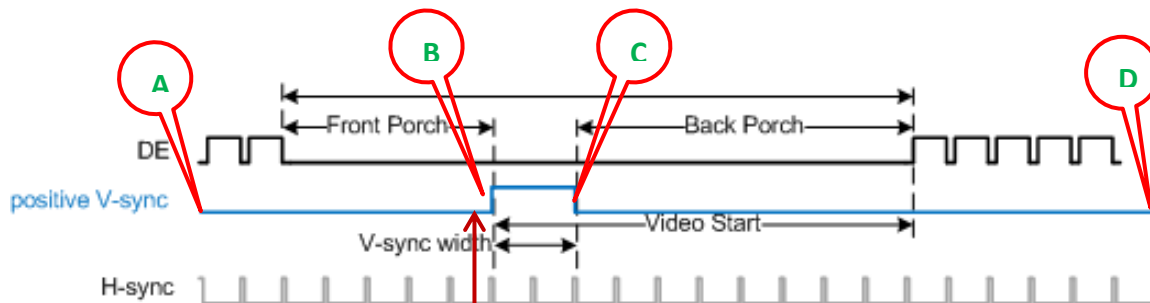 A
B
C
D
Front Porch
Back Porch
DE
positive V-sync
Video Start
V-sync width
H-sync